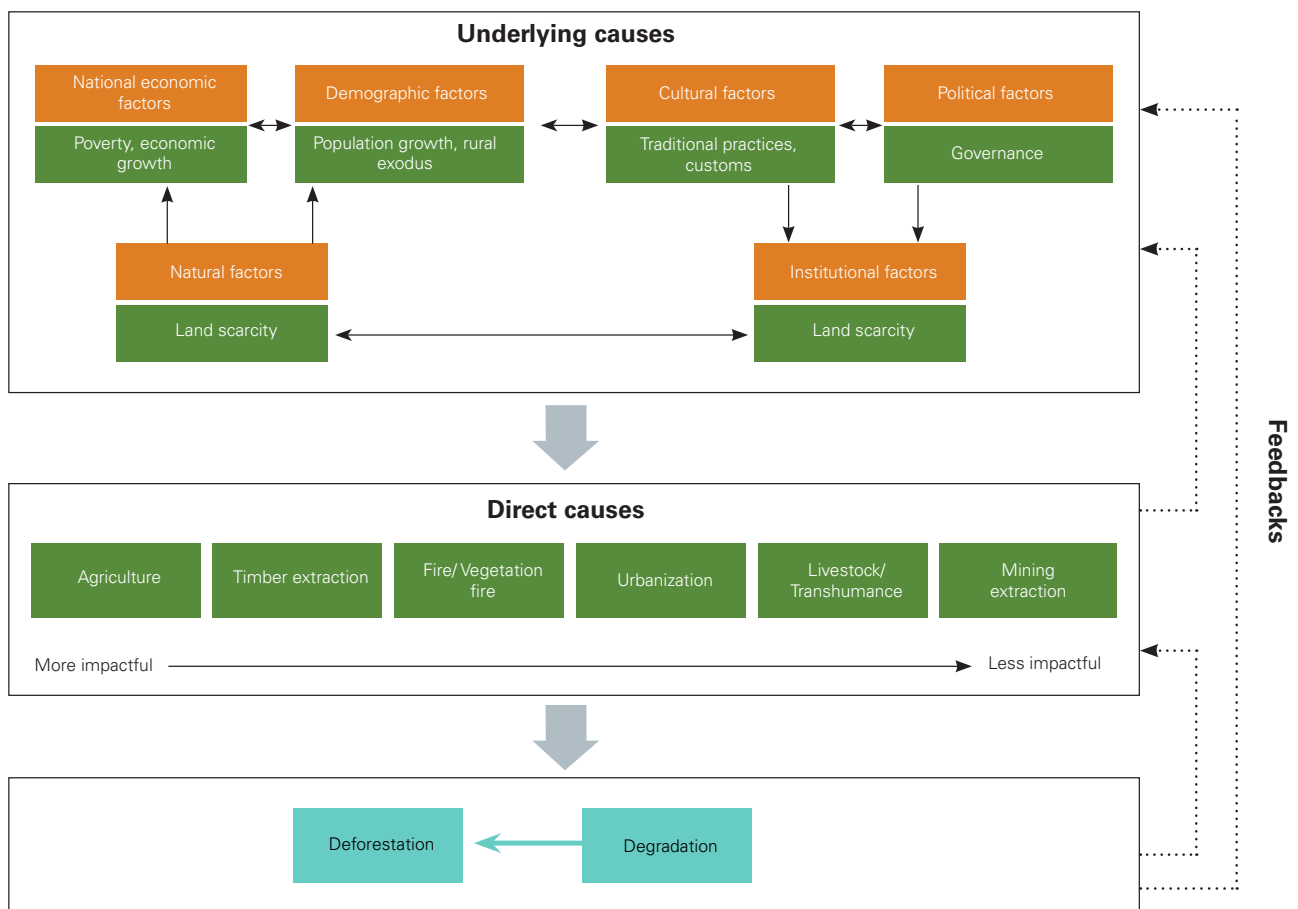 Underlying causes
National economic
factors
Poverty, economic
growth
Demographic factors
Population growth, rural
exodus
Cultural factors
Traditional practices,
customs
Political factors
Governance
Natural factors
Land scarcity
Institutional factors
Land scarcity
Direct causes
Agriculture
Timber extraction
Fire/Vegetation
fire
Urbanization
Livestock/
Transhumance
Mining
extraction
More impactful
Less impactful
Deforestation
Degradation
Feedbacks